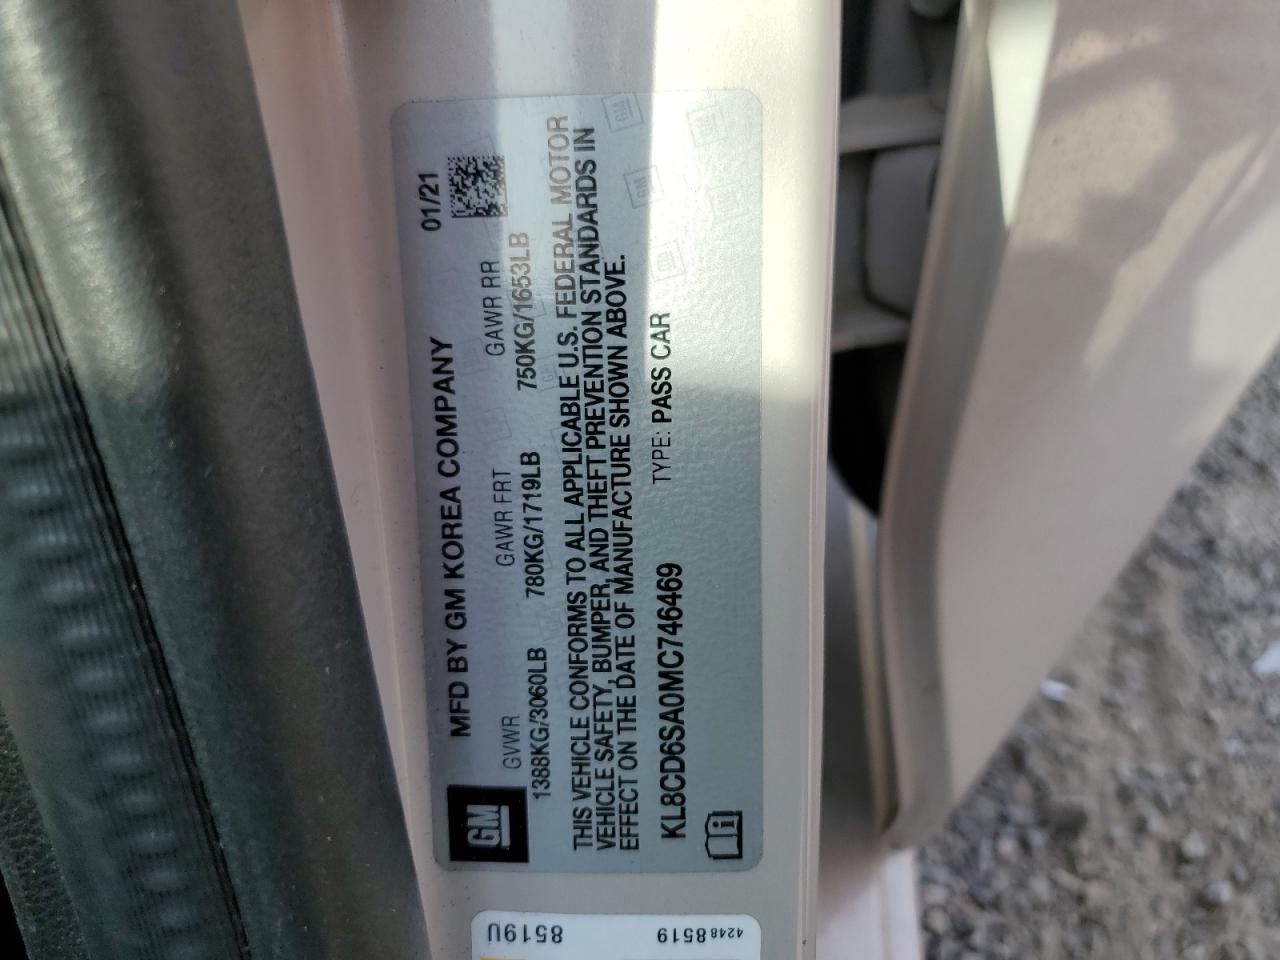 MFD BY GM KOREA COMPANY 01/21
GVWR GAWR FRT GAWR RR
1388KG/3060LB 780KG/1719LB 750KG/1653LB
THIS VEHICLE CONFORMS TO ALL APPLICABLE U.S. FEDERAL MOTOR
VEHICLE SAFETY, BUMPER, AND THEFT PREVENTION STANDARDS IN
EFFECT ON THE DATE OF MANUFACTURE SHOWN ABOVE.
KL8CD6SA0MC746469 TYPE: PASS CAR
GM
8519U
42488519